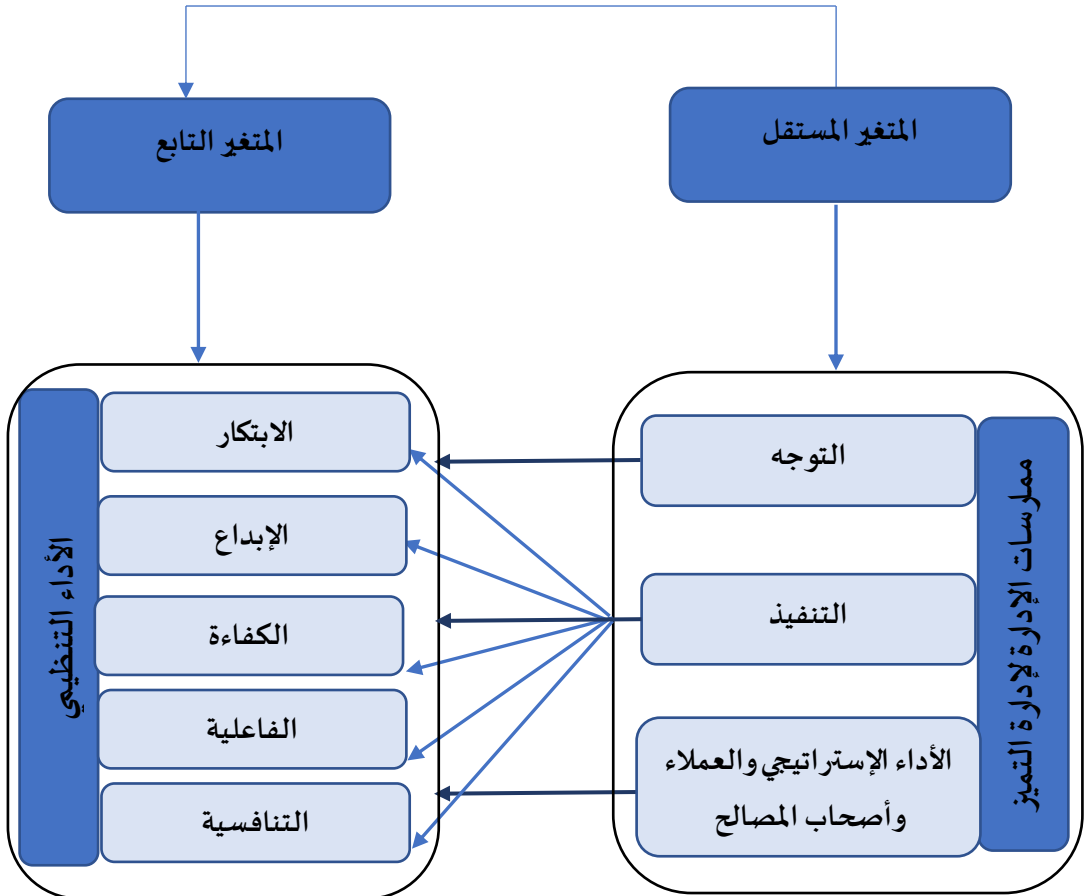 المتغير المستقل
المتغير التابع
ممارسات الإدارة لإدارة التميز
التوجه
التنفيذ
الأداء الإستراتيجي والعملاء
وأصحاب المصالح
الأداء التنظيمي
الابتكار
الإبداع
الكفاءة
الفاعلية
التنافسية